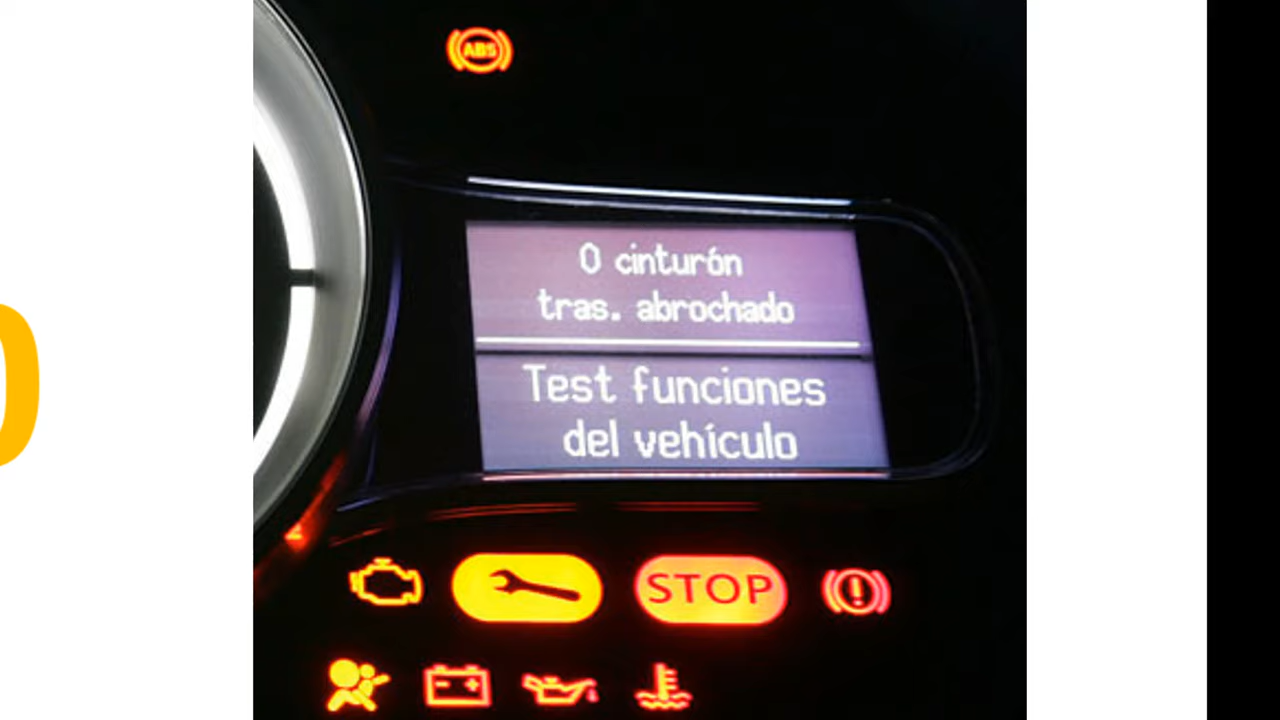 ABS
0 cinturón
tras. abrochado
Test funciones
del vehículo
STOP